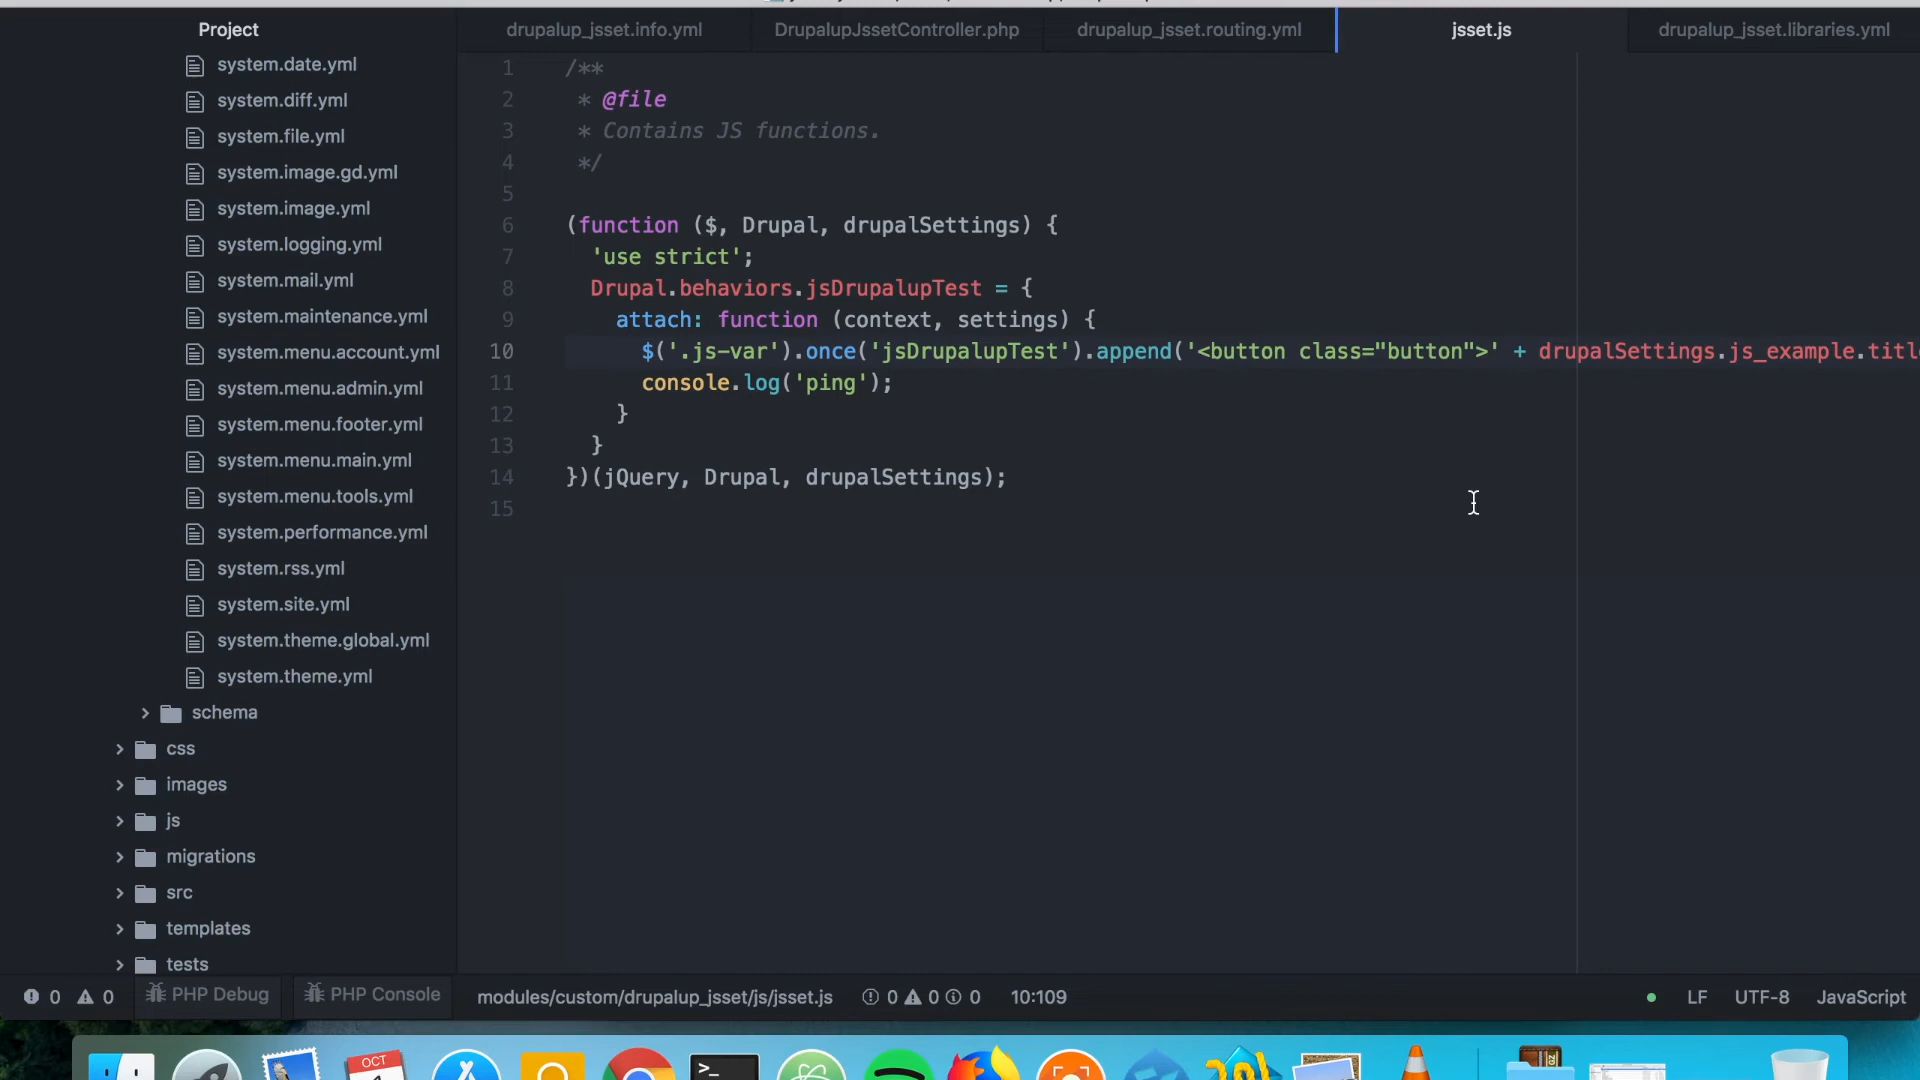 Project
drupalup_jsset.info.yml
DrupalupJssetController.php
drupalup_jsset.routing.yml
jsset.js
drupalup_jsset.libraries.yml
system.date.yml
system.diff.yml
system.file.yml
system.image.gd.yml
system.image.yml
system.logging.yml
system.mail.yml
system.maintenance.yml
system.menu.account.yml
system.menu.admin.yml
system.menu.footer.yml
system.menu.main.yml
system.menu.tools.yml
system.performance.yml
system.rss.yml
system.site.yml
system.theme.global.yml
system.theme.yml
schema
css
images
js
migrations
src
templates
tests
1 /**
2 * @file
3 * Contains JS functions.
4 */
5
6 (function ($, Drupal, drupalSettings) {
7 'use strict';
8 Drupal.behaviors.jsDrupalupTest = {
9 attach: function (context, settings) {
10 $('.js-var').once('jsDrupalupTest').append('<button class="button">' + drupalSettings.js_example.title
11 console.log('ping');
12 }
13 }
14 })(jQuery, Drupal, drupalSettings);
15
0 0 PHP Debug PHP Console modules/custom/drupalup_jsset/js/jsset.js 0 0 0 10:109 LF UTF-8 JavaScript
OCT
>_